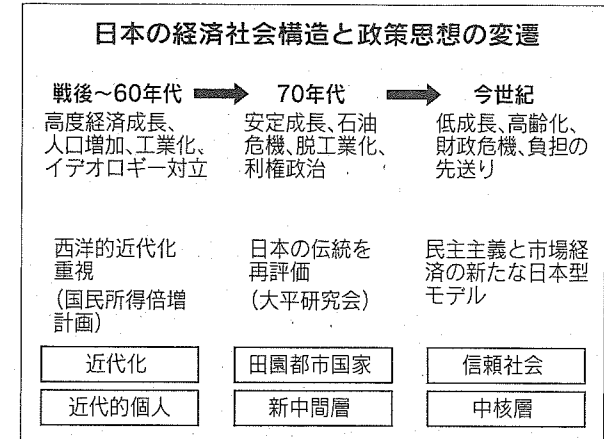 日本の経済社会構造と政策思想の変遷
戦後～60年代
高度経済成長、
人口増加、工業化、
イデオロギー対立
西洋的近代化
重視
(国民所得倍増
計画)
近代化
近代的個人
70年代
安定成長、石油
危機、脱工業化、
利権政治
日本の伝統を
再評価
(大平研究会)
田園都市国家
新中間層
今世紀
低成長、高齢化、
財政危機、負担の
先送り
民主主義と市場経
済の新たな日本型
モデル
信頼社会
中核層